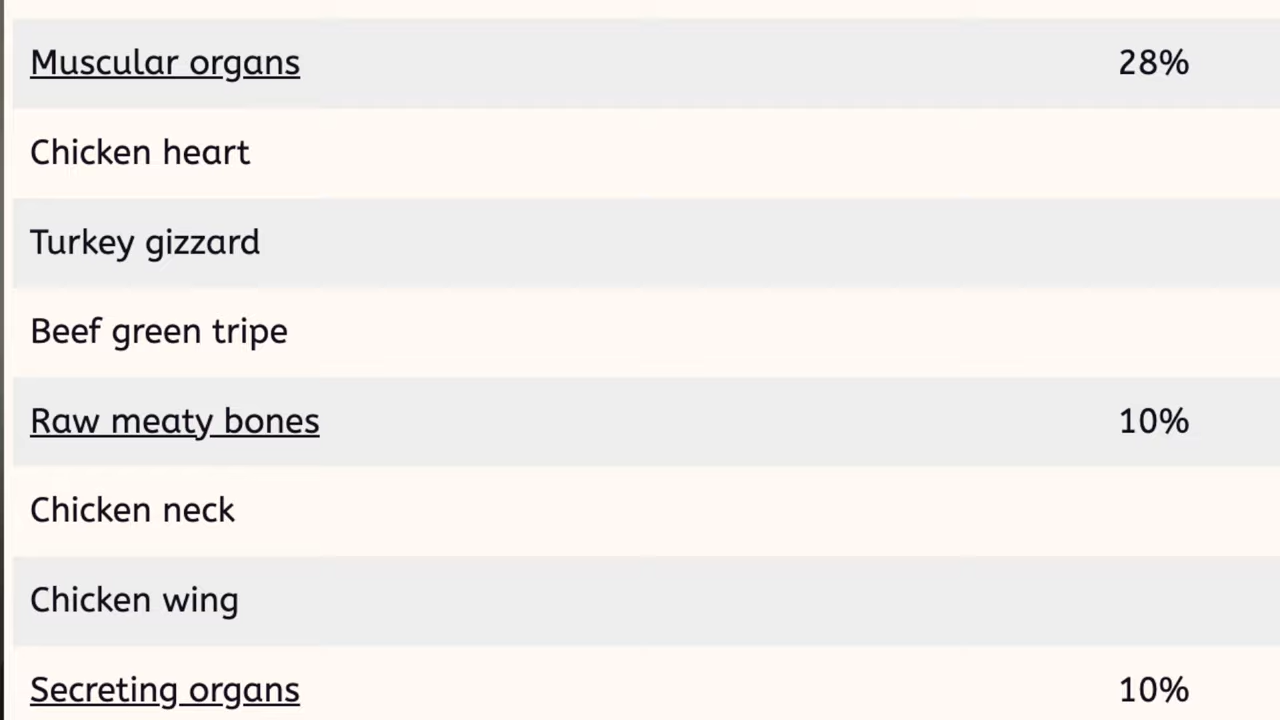 Muscular organs 28%
Chicken heart
Turkey gizzard
Beef green tripe
Raw meaty bones 10%
Chicken neck
Chicken wing
Secreting organs 10%